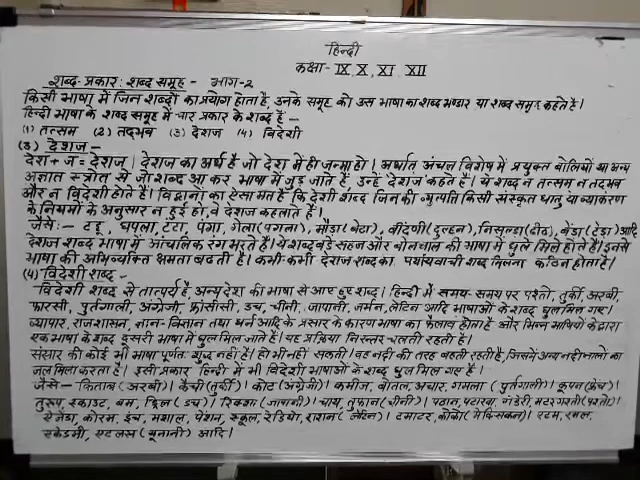 हिन्दी
कक्षा- IX, X, XI, XII
शब्द-प्रकार: शब्द समूह - भाग-2
किसी भाषा में जिन शब्दों का प्रयोग होता है, उनके समूह को उस भाषा का शब्द भण्डार या शब्द समूह कहते हैं।
हिन्दी भाषा के शब्द समूह में चार प्रकार के शब्द हैं –
(1) तत्सम (2) तद्भव (3) देशज (4) विदेशी
(3) देशज –
देश + ज = देशज। देशज का अर्थ है जो देश में ही जन्मा हो। अर्थात अंचल विशेष में प्रयुक्त बोलियों या अन्य
अज्ञात स्त्रोत से जो शब्द आ कर भाषा में जुड़ जाते हैं, उन्हें देशज कहते हैं। ये शब्द न तत्सम न तद्भव
और न विदेशी होते हैं। विद्वानों का ऐसा मत है कि देशी शब्द जिनकी व्युत्पति किसी संस्कृत धातु या व्याकरण
के नियमों के अनुसार न हुई हो, वे देशज कहलाते हैं।
जैसे:- टट्टू, घपला, टंटा, पंगा, गेला (पगला), मौड़ा (बेटा), बींदणी (दुल्हन), निसड्डा (ढीठ), बेंडा (टेड़ा) आदि
देशज शब्द भाषा में आंचलिक रंग भरते हैं। ये शब्द बड़े सहज और बोलचाल की भाषा में घुले मिले होते हैं। इनसे
भाषा की अभिव्यक्ति क्षमता बढ़ती है। कभी-कभी देशज शब्द का पर्यायवाची शब्द मिलना कठिन होता है।
(4) विदेशी शब्द –
विदेशी शब्द से तात्पर्य है, अन्य देश की भाषा से आए हुए शब्द। हिन्दी में समय-समय पर पश्तो, तुर्की, अरबी,
फारसी, पुर्तगाली, अंग्रेजी, फ्रांसीसी, डच, चीनी, जापानी, जर्मन, लेटिन आदि भाषाओं के शब्द घुल मिल गए।
व्यापार, राजशासन, ज्ञान-विज्ञान तथा धर्म आदि के प्रसार के कारण भाषा का फैलाव होता है और भिन्न भाषियों के द्वारा
एक भाषा के शब्द दूसरी भाषा में घुल मिल जाते हैं। यह प्रक्रिया निरन्तर चलती रहती है।
संसार की कोई भी भाषा पूर्णतः शुद्ध नहीं है। हो भी नहीं सकती। वह नदी की तरह बहती रहती है, जिसमें अन्य नदी नालों का
जल मिला करता है। इसी प्रकार हिन्दी में भी विदेशी भाषाओं के शब्द घुल मिल गए हैं।
जैसे – किताब (अरबी)। कैंची (तुर्की)। कोट (अंग्रेजी)। कमीज, बोतल, अचार, गमला (पुर्तगाली)। कूपन (फ्रेंच)।
तुरूप, स्काउट, बम, ड्रिल (डच)। रिक्शा (जापानी)। चाय, तूफान (चीनी)। पठान, पटाखा, गंडेरी, मटरगश्ती (पश्तो)।
एजेंडा, कोरम, इंच, मशाल, पेंशन, स्कूल, रेडियो, राशन (लेटिन)। टमाटर, कोको (मेक्सिकन)। एटम,
एकेडमी, एटलस (यूनानी) आदि।